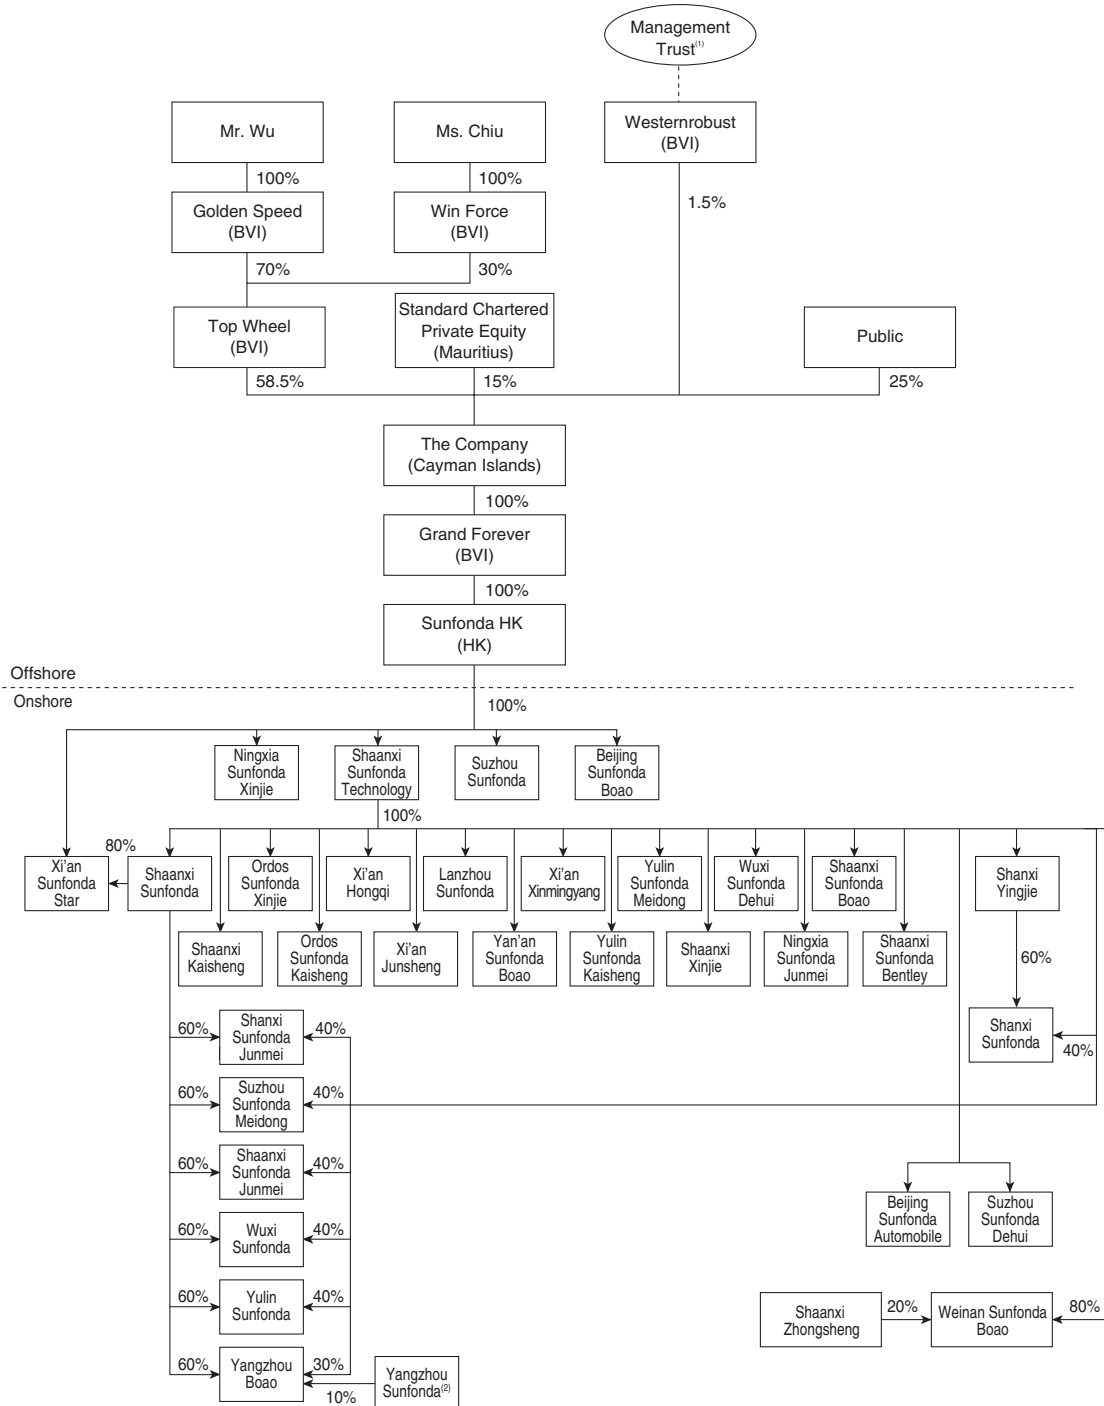 Management
Trust(1)
Mr. Wu
Ms. Chiu
Westernrobust
(BVI)
100%
100%
1.5%
Golden Speed
(BVI)
Win Force
(BVI)
70%
30%
Top Wheel
(BVI)
Standard Chartered
Private Equity
(Mauritius)
Public
58.5%
15%
25%
The Company
(Cayman Islands)
100%
Grand Forever
(BVI)
100%
Sunfonda HK
(HK)
Offshore
Onshore
100%
Ningxia
Sunfonda
Xinjie
Shaanxi
Sunfonda
Technology
Suzhou
Sunfonda
Beijing
Sunfonda
Boao
100%
80%
Xi'an
Sunfonda
Star
Shaanxi
Sunfonda
Ordos
Sunfonda
Xinjie
Xi'an
Hongqi
Lanzhou
Sunfonda
Xi'an
Xinmingyang
Yulin
Sunfonda
Meidong
Wuxi
Sunfonda
Dehui
Shaanxi
Sunfonda
Boao
Shanxi
Yingjie
Shaanxi
Kaisheng
Ordos
Sunfonda
Kaisheng
Xi'an
Junsheng
Yan'an
Sunfonda
Boao
Yulin
Sunfonda
Kaisheng
Shaanxi
Xinjie
Ningxia
Sunfonda
Junmei
Shaanxi
Sunfonda
Bentley
60%
Shanxi
Sunfonda
40%
60%
Shanxi
Sunfonda
Junmei
40%
60%
Suzhou
Sunfonda
Meidong
40%
60%
Shaanxi
Sunfonda
Junmei
40%
Beijing
Sunfonda
Automobile
Suzhou
Sunfonda
Dehui
60%
Wuxi
Sunfonda
40%
60%
Yulin
Sunfonda
40%
Shaanxi
Zhongsheng
20%
Weinan Sunfonda
Boao
80%
60%
Yangzhou
Boao
30%
10%
Yangzhou
Sunfonda(2)